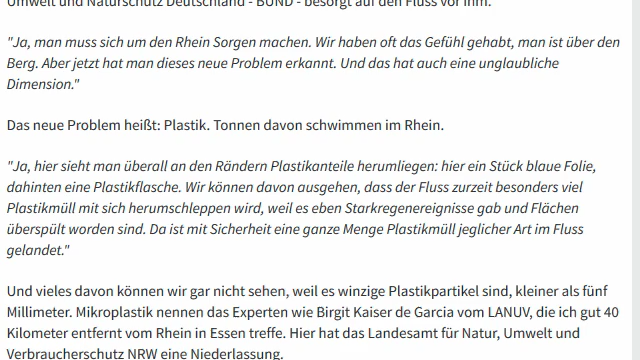 Umwelt und Naturschutz Deutschland - BUND - besorgt auf den Fluss vor ihm.
"Ja, man muss sich um den Rhein Sorgen machen. Wir haben oft das Gefühl gehabt, man ist über den
Berg. Aber jetzt hat man dieses neue Problem erkannt. Und das hat auch eine unglaubliche
Dimension."
Das neue Problem heißt: Plastik. Tonnen davon schwimmen im Rhein.
"Ja, hier sieht man überall an den Rändern Plastikanteile herumliegen: hier ein Stück blaue Folie,
dahinten eine Plastikflasche. Wir können davon ausgehen, dass der Fluss zurzeit besonders viel
Plastikmüll mit sich herumschleppen wird, weil es eben Starkregenereignisse gab und Flächen
überspült worden sind. Da ist mit Sicherheit eine ganze Menge Plastikmüll jeglicher Art im Fluss
gelandet."
Und vieles davon können wir gar nicht sehen, weil es winzige Plastikpartikel sind, kleiner als fünf
Millimeter. Mikroplastik nennen das Experten wie Birgit Kaiser de Garcia vom LANUV, die ich gut 40
Kilometer entfernt vom Rhein in Essen treffe. Hier hat das Landesamt für Natur, Umwelt und
Verbraucherschutz NRW eine Niederlassung.